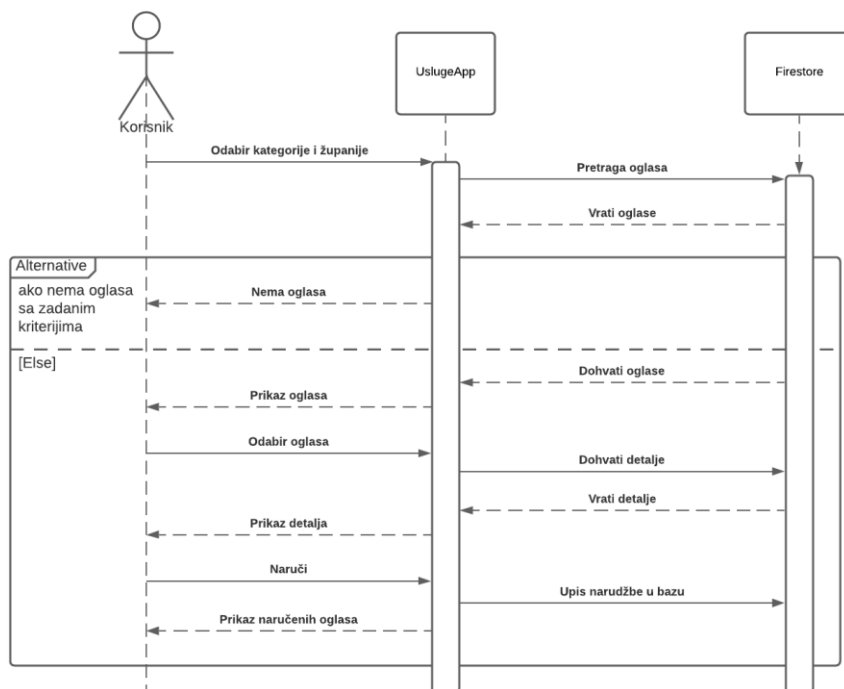 UslugeApp
Firestore
Korisnik
Odabir kategorije i županije
Pretraga oglasa
Vrati oglase
Alternative
ako nema oglasa
sa zadanim
kriterijima
Nema oglasa
[Else]
Dohvati oglase
Prikaz oglasa
Odabir oglasa
Dohvati detalje
Vrati detalje
Prikaz detalja
Naruči
Upis narudžbe u bazu
Prikaz naručenih oglasa